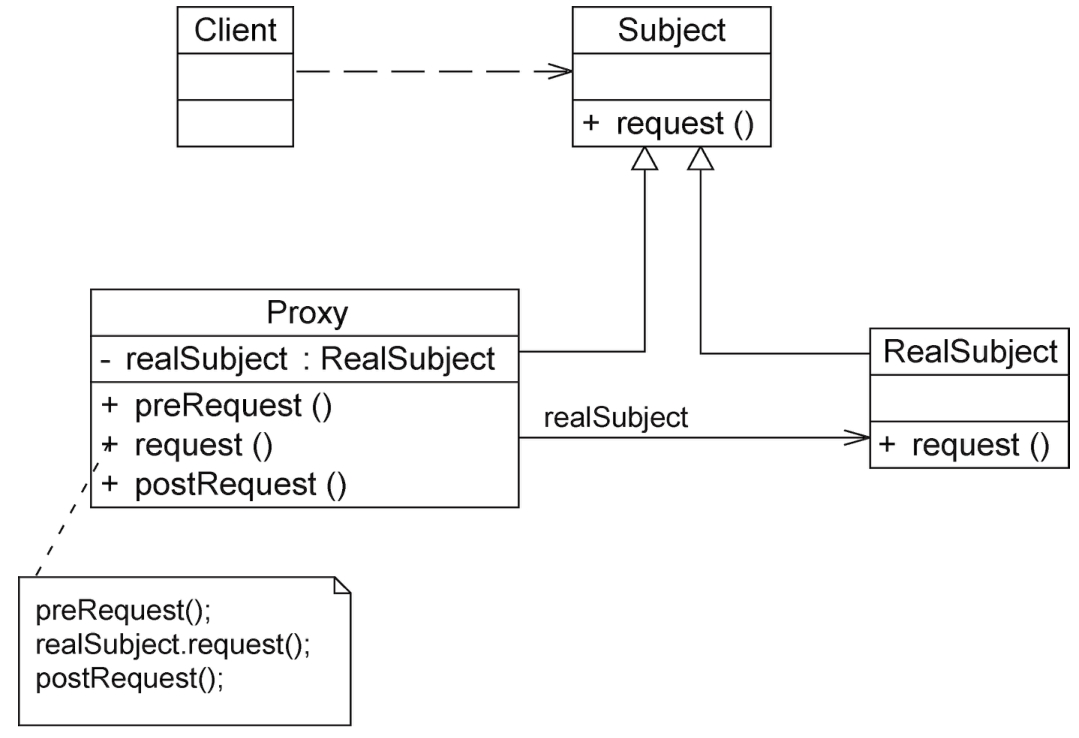 Client
Subject
+ request ()
Proxy
- realSubject : RealSubject
+ preRequest ()
+ request ()
+ postRequest ()
realSubject
RealSubject
+ request ()
preRequest();
realSubject.request();
postRequest();